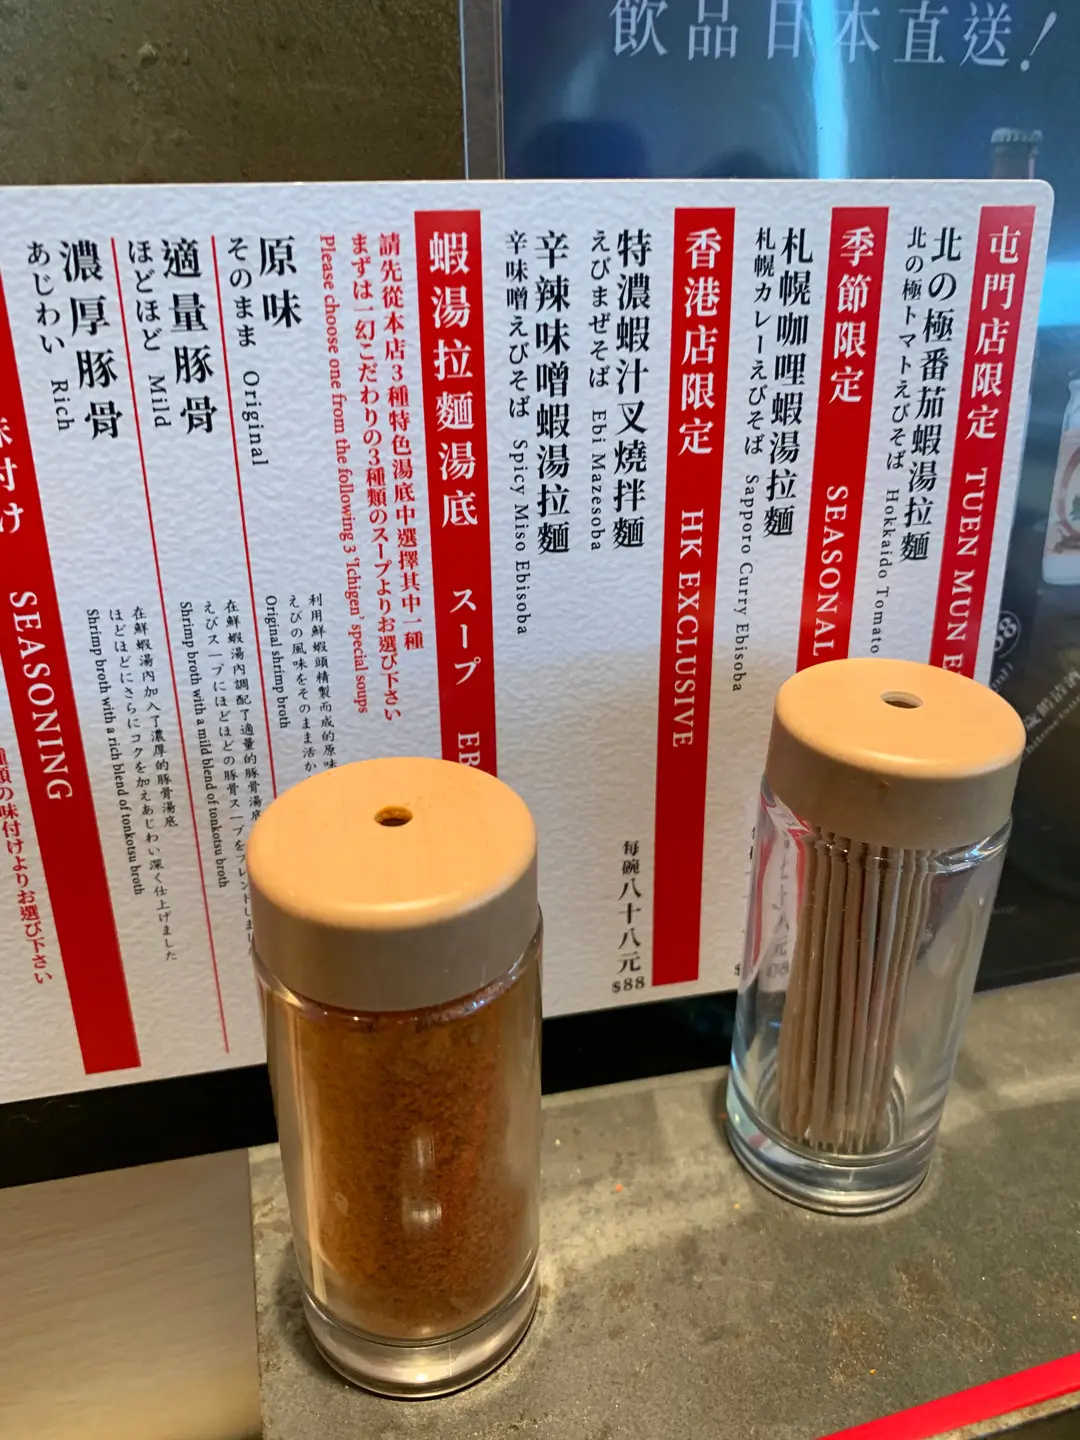 飲品日本直送!
屯門店限定 TUEN MUN E
北の極番茄蝦湯拉麵
北の極トマトえびそば Hokkaido Tomato
季節限定 SEASONAL
札幌咖哩蝦湯拉麵
札幌カレーえびそば Sapporo Curry Ebisoba
香港店限定 HK EXCLUSIVE
特濃蝦汁叉燒拌麵
えびまぜそば Ebi Mazesoba
每碗八十八元
$88
辛辣味噌蝦湯拉麵
辛味噌えびそば Spicy Miso Ebisoba
蝦湯拉麵湯底 スープ EB
請先從本店3種特色湯底中選擇其中一種
まずは一幻こだわりの3種類のスープよりお選び下さい
Please choose one from the following 3 'Ichigen' special soups
原味
そのまま Original
利用鮮蝦頭精製而成的原味
えびの風味をそのまま活か
Original shrimp broth
適量豚骨
ほどほど Mild
在鮮蝦湯內調配了適量的豚骨湯底
えびスープにほどほどの豚骨スープをブレンドしました
Shrimp broth with a mild blend of tonkotsu broth
濃厚豚骨
あじわい Rich
在鮮蝦湯內加入了濃厚的豚骨湯底
ほどほどにさらにコクを加えあじわい深く仕上げました
Shrimp broth with a rich blend of tonkotsu broth
味付け SEASONING
種類の味付けよりお選び下さい